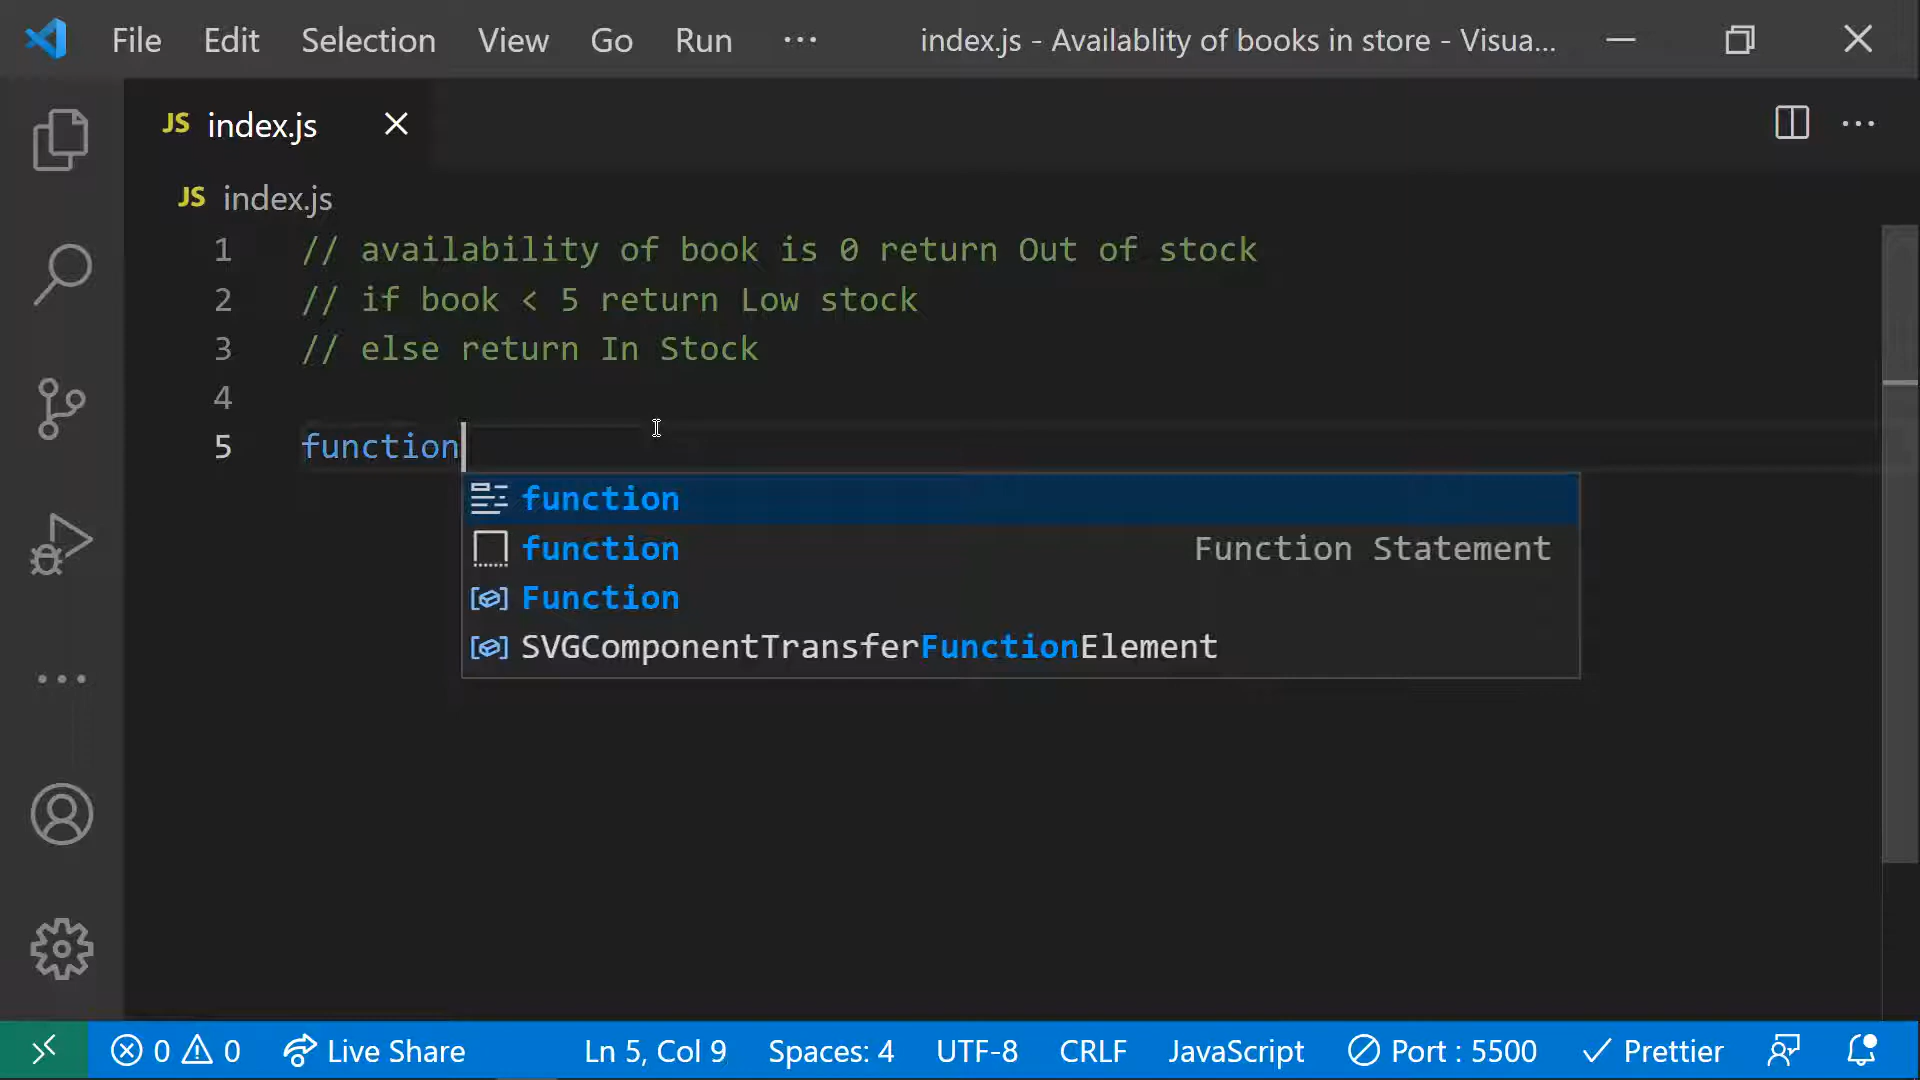 File Edit Selection View Go Run ··· index.js - Availablity of books in store - Visua...
JS index.js
JS index.js
1 // availability of book is 0 return Out of stock
2 // if book < 5 return Low stock
3 // else return In Stock
4
5 function
function
function Function Statement
Function
SVGComponentTransferFunctionElement
0 0 Live Share Ln 5, Col 9 Spaces: 4 UTF-8 CRLF JavaScript Port : 5500 Prettier